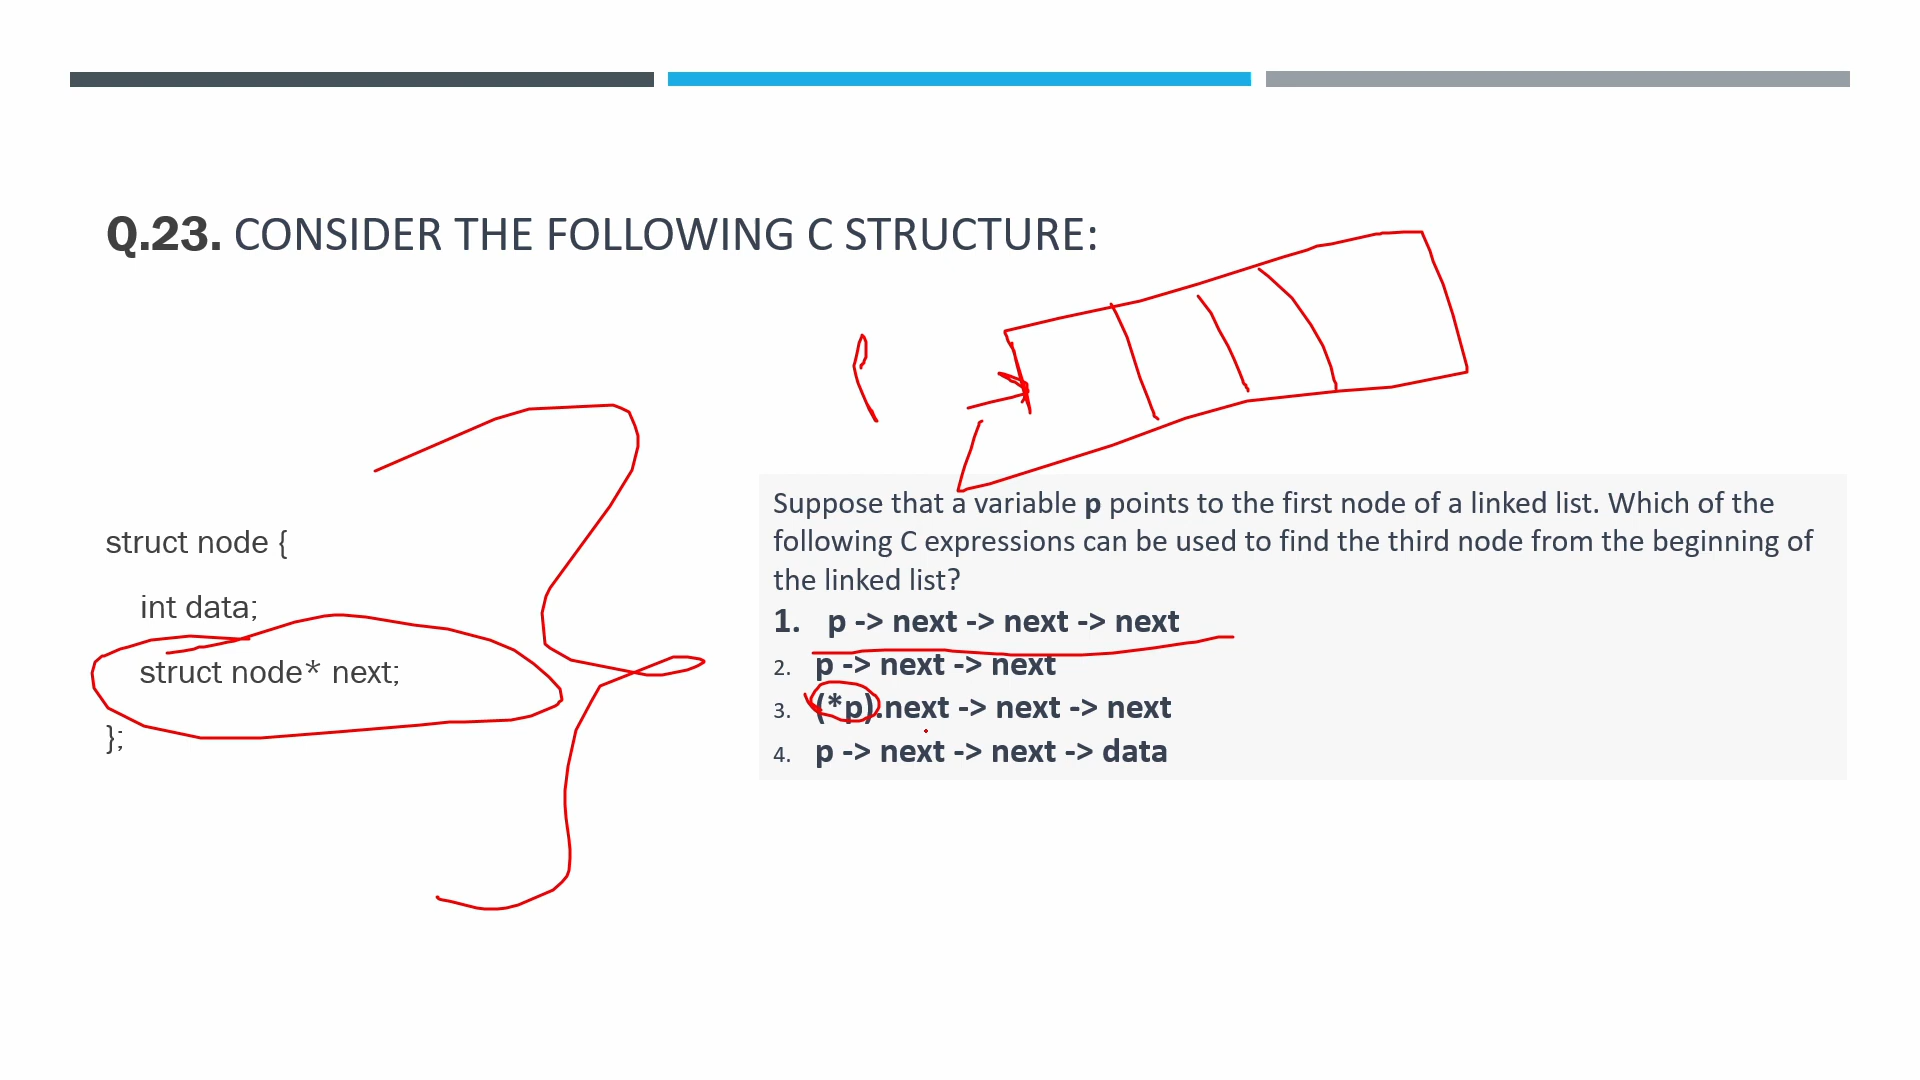 Q.23. CONSIDER THE FOLLOWING C STRUCTURE:
struct node {
int data;
struct node* next;
};
Suppose that a variable p points to the first node of a linked list. Which of the
following C expressions can be used to find the third node from the beginning of
the linked list?
1. p -> next -> next -> next
2. p -> next -> next
3. (*p).next -> next -> next
4. p -> next -> next -> data